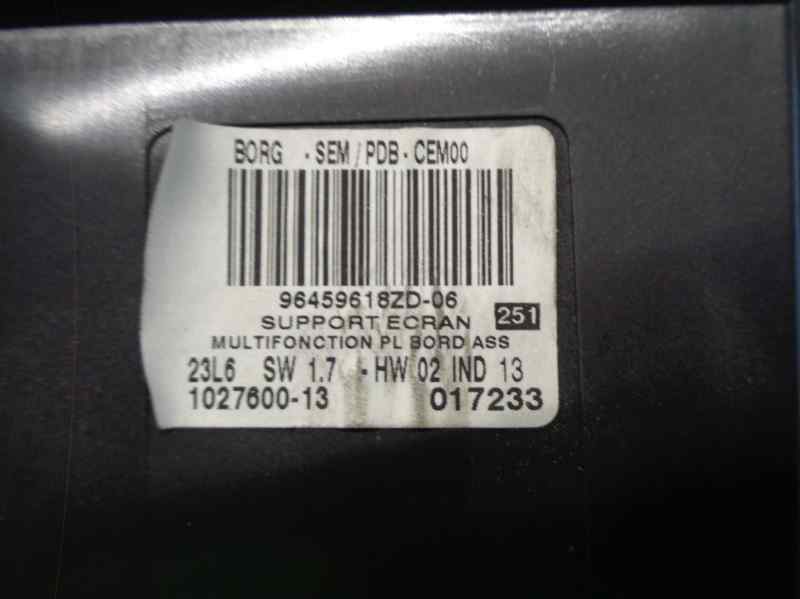 BORG - SEM / PDB - CEM00
96459618ZD-06
SUPPORT ECRAN 251
MULTIFONCTION PL BORD ASS
23L6 SW 1.7 - HW 02 IND 13
1027600-13 017233